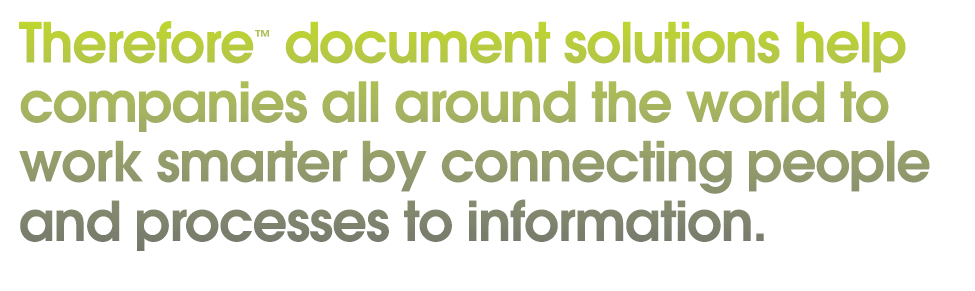 Therefore™ document solutions help
companies all around the world to
work smarter by connecting people
and processes to information.